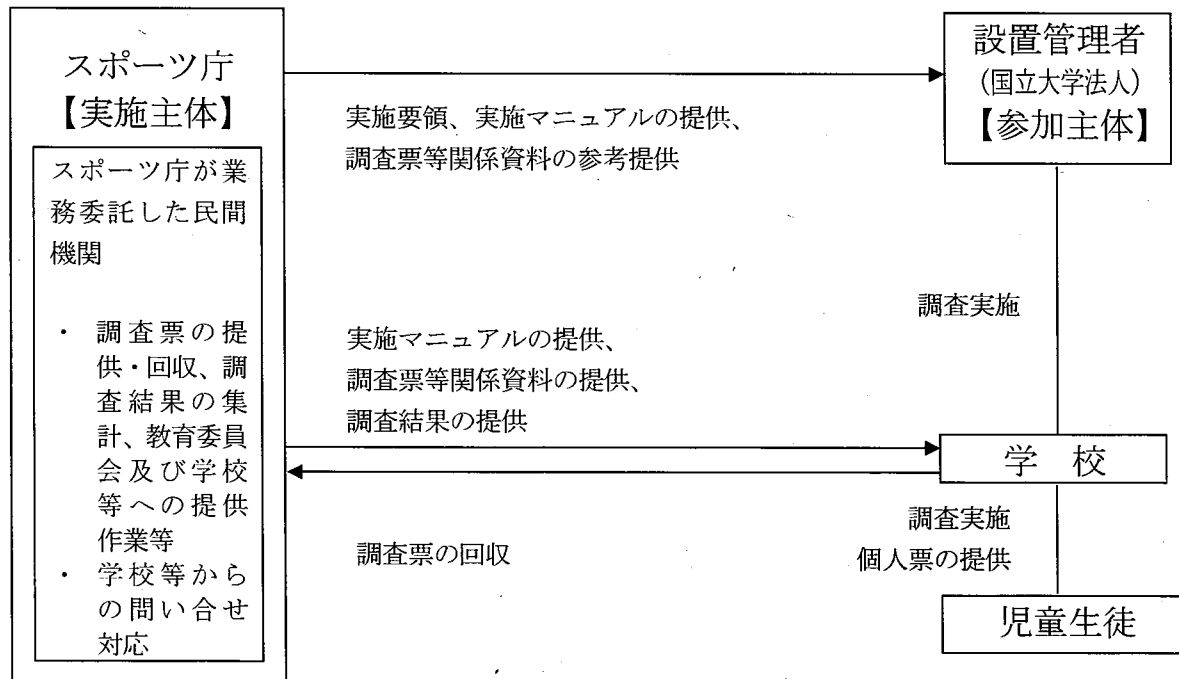 スポーツ庁
【実施主体】
スポーツ庁が業
務委託した民間
機関
・ 調査票の提
供・回収、調
査結果の集
計、教育委員
会及び学校
等への提供
作業等
・ 学校等から
の問い合せ
対応
実施要領、実施マニュアルの提供、
調査票等関係資料の参考提供
設置管理者
(国立大学法人)
【参加主体】
調査実施
実施マニュアルの提供、
調査票等関係資料の提供、
調査結果の提供
学 校
調査票の回収
調査実施
個人票の提供
児童生徒